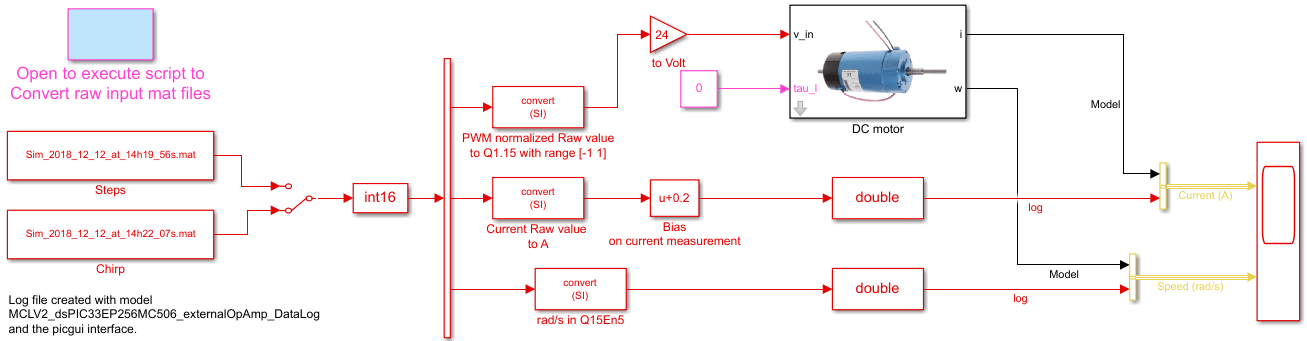 Open to execute script to
Convert raw input mat files
Sim_2018_12_12_at_14h19_56s.mat
Steps
Sim_2018_12_12_at_14h22_07s.mat
Chirp
Log file created with model
MCLV2_dsPIC33EP256MC506_externalOpAmp_DataLog
and the picgui interface.
int16
convert
(SI)
PWM normalized Raw value
to Q1.15 with range [-1 1]
24
to Volt
0
v_in
tau_l
i
w
DC motor
Model
convert
(SI)
Current Raw value
to A
u+0.2
Bias
on current measurement
double
log
Current (A)
convert
(SI)
rad/s in Q15En5
double
Model
log
Speed (rad/s)